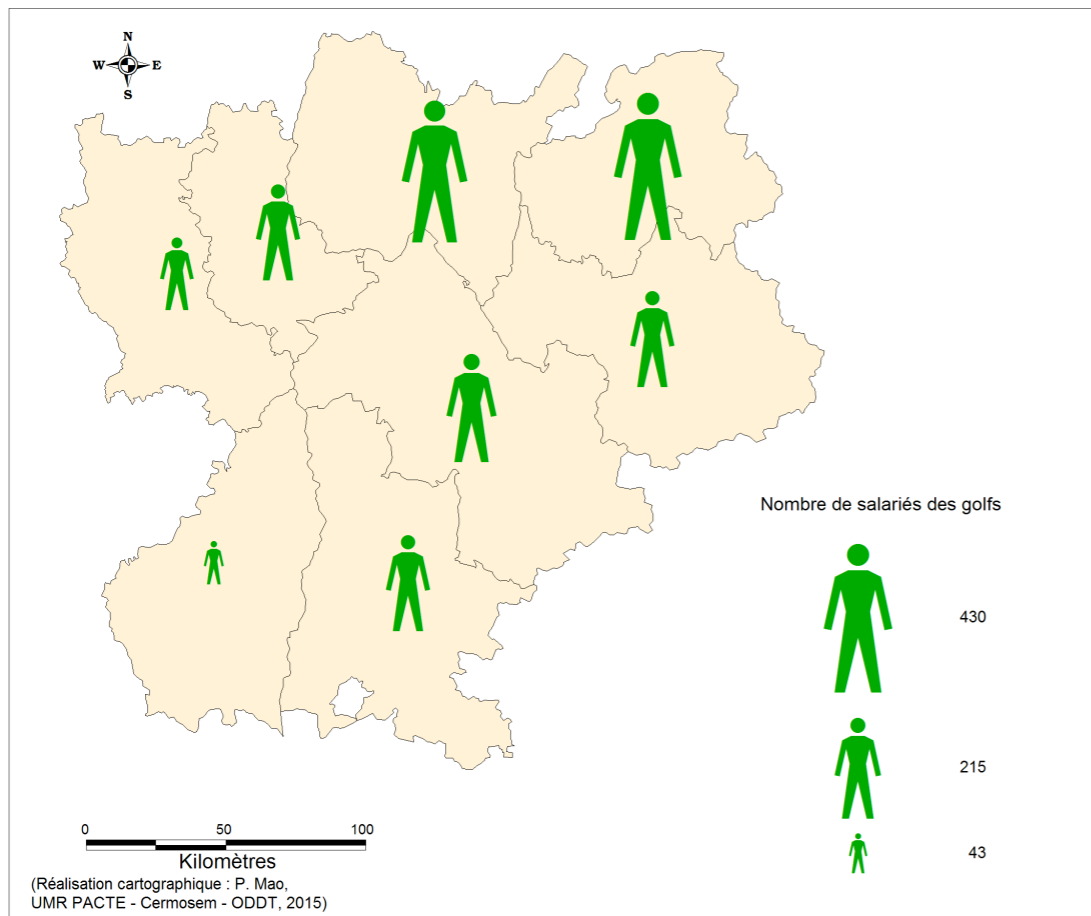 N
W E
S
Nombre de salariés des golfs
430
215
43
0 50 100
Kilomètres
(Réalisation cartographique : P. Mao,
UMR PACTE - Cermosem - ODDT, 2015)